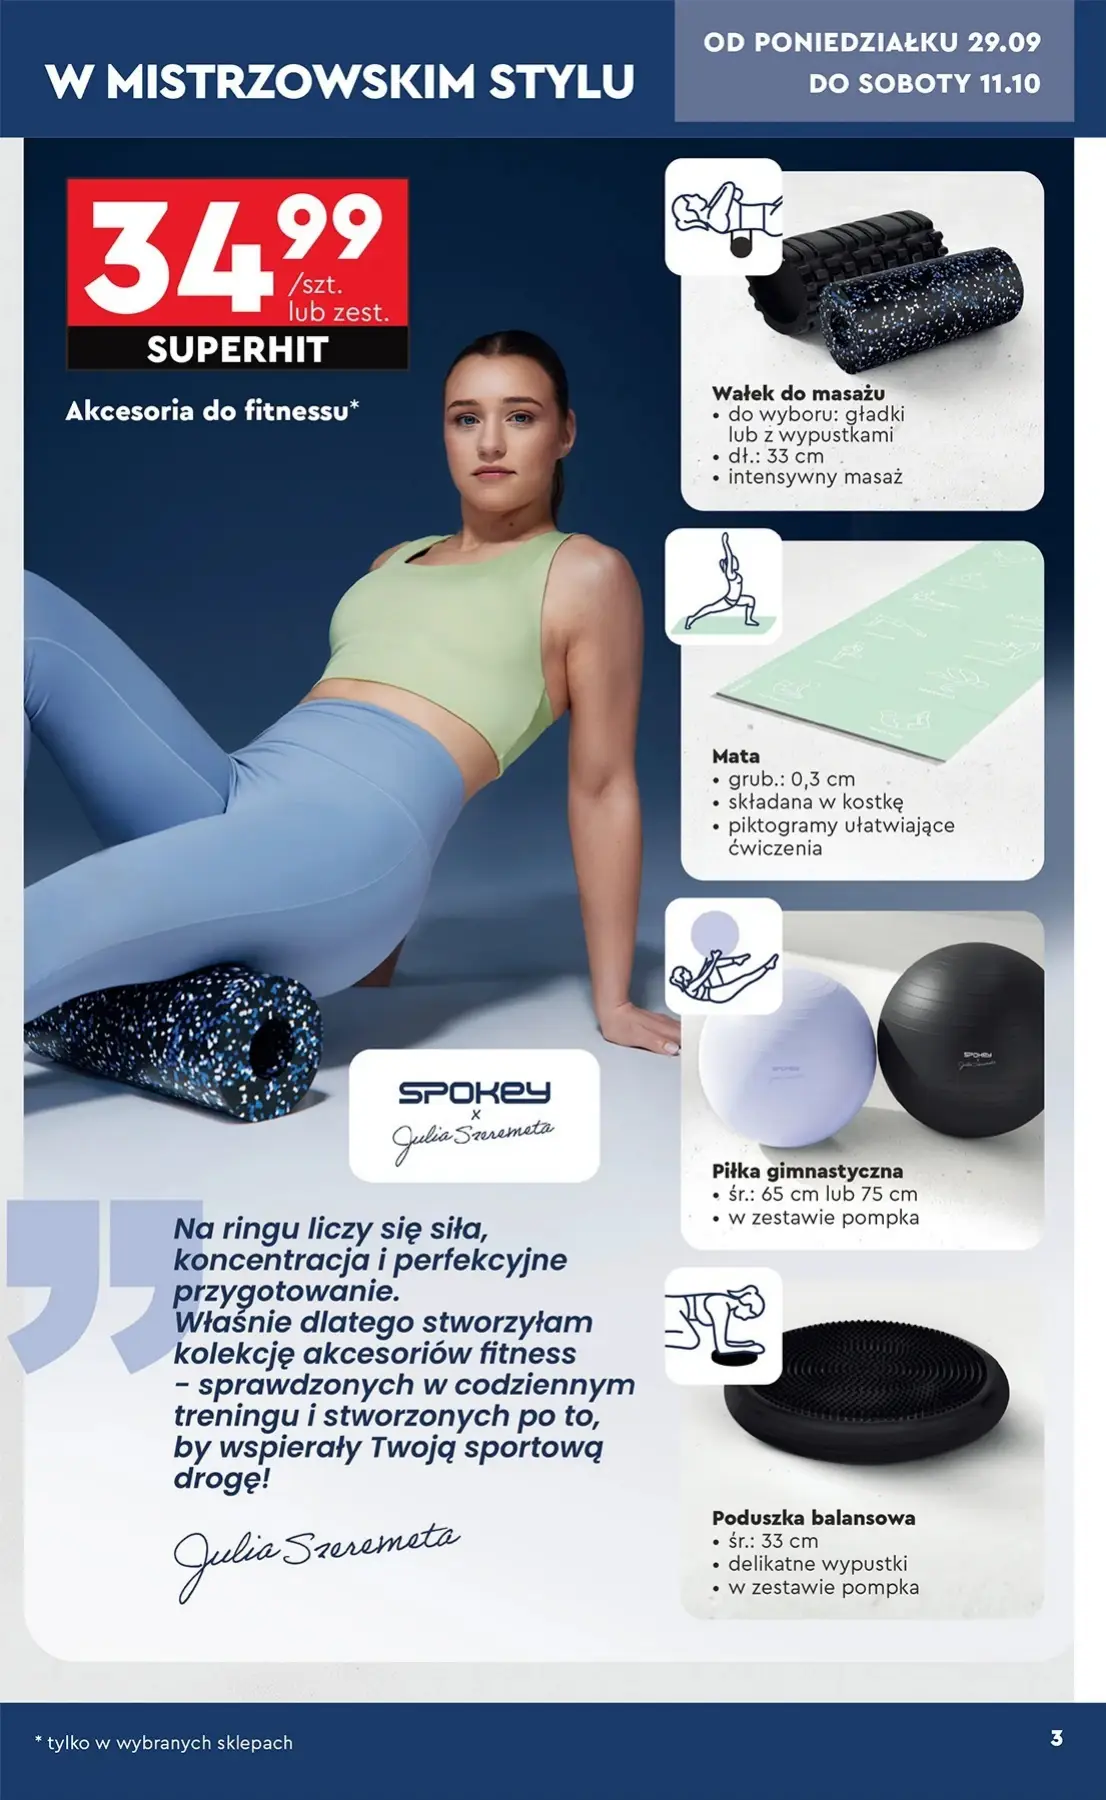 W MISTRZOWSKIM STYLU
OD PONIEDZIAŁKU 29.09
DO SOBOTY 11.10
34 99
/szt.
lub zest.
SUPERHIT
Akcesoria do fitnessu*
Wałek do masażu
• do wyboru: gładki
lub z wypustkami
• dł.: 33 cm
• intensywny masaż
Mata
• grub.: 0,3 cm
• składana w kostkę
• piktogramy ułatwiające
ćwiczenia
SPOKEY
SPOKEY
x
Julia Szeremeta
Piłka gimnastyczna
• śr.: 65 cm lub 75 cm
• w zestawie pompka
SPOKEY
x
Julia Szeremeta
” Na ringu liczy się siła,
koncentracja i perfekcyjne
przygotowanie.
Właśnie dlatego stworzyłam
kolekcję akcesoriów fitness
– sprawdzonych w codziennym
treningu i stworzonych po to,
by wspierały Twoją sportową
drogę!
Julia Szeremeta
Poduszka balansowa
• śr.: 33 cm
• delikatne wypustki
• w zestawie pompka
* tylko w wybranych sklepach
3